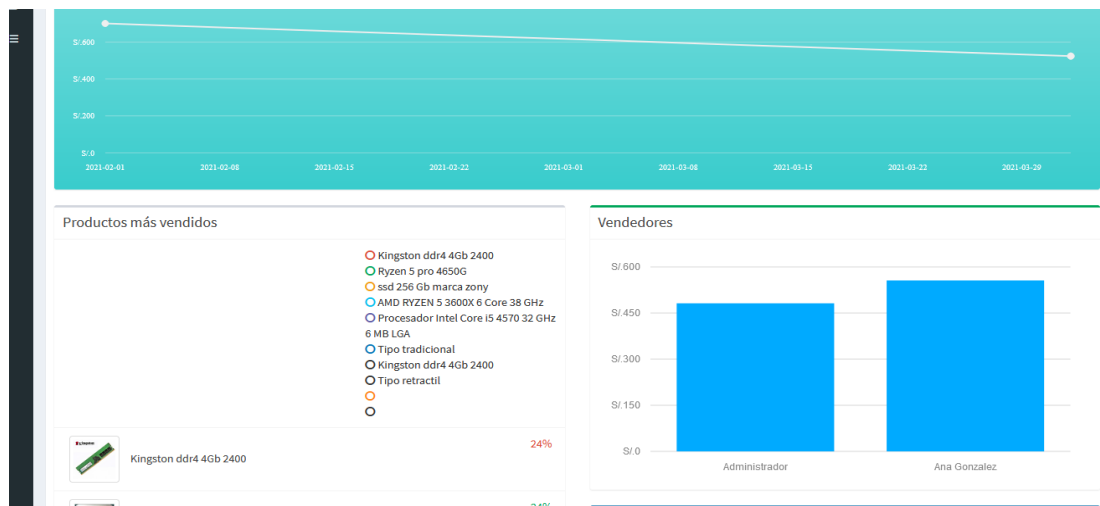 S/.600
S/.400
S/.200
S/.0
2021-02-01 2021-02-08 2021-02-15 2021-02-22 2021-03-01 2021-03-08 2021-03-15 2021-03-22 2021-03-29
Productos más vendidos
Kingston ddr4 4Gb 2400
Ryzen 5 pro 4650G
ssd 256 Gb marca zony
AMD RYZEN 5 3600X 6 Core 38 GHz
Procesador Intel Core i5 4570 32 GHz
6 MB LGA
Tipo tradicional
Kingston ddr4 4Gb 2400
Tipo retractil
Kingston ddr4 4Gb 2400
24%
Vendedores
S/.600
S/.450
S/.300
S/.150
S/.0
Administrador Ana Gonzalez